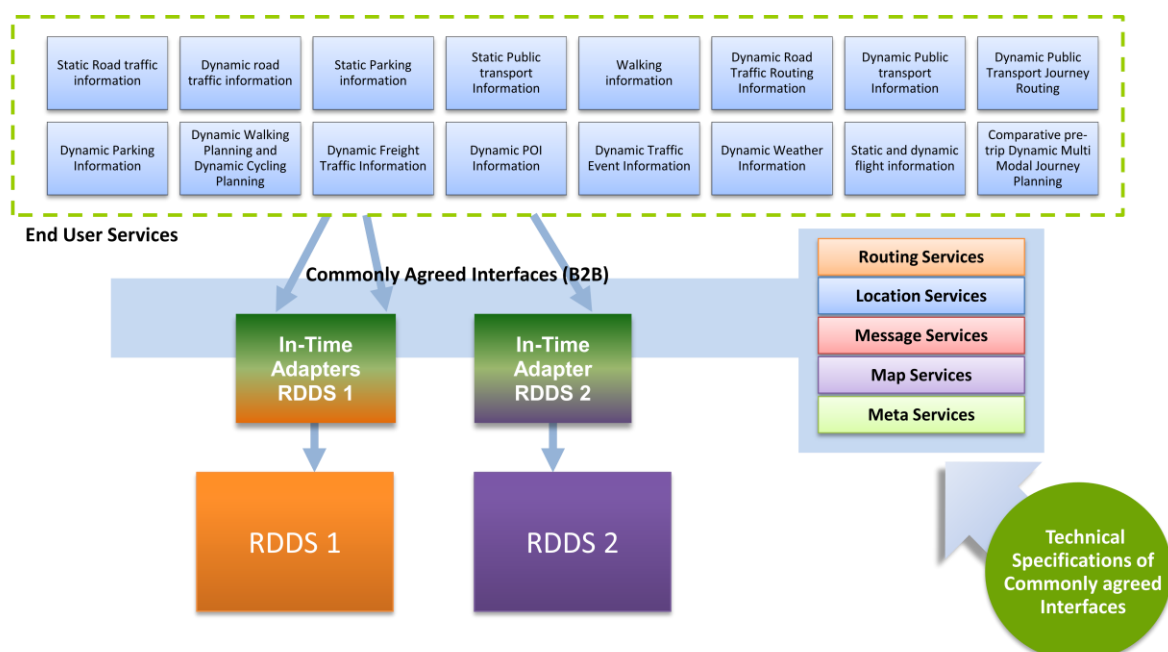 Static Road traffic
information
Dynamic road
traffic information
Static Parking
information
Static Public
transport
Information
Walking
information
Dynamic Road
Traffic Routing
Information
Dynamic Public
transport
Information
Dynamic Public
Transport Journey
Routing
Dynamic Parking
Information
Dynamic Walking
Planning and
Dynamic Cycling
Planning
Dynamic Freight
Traffic Information
Dynamic POI
Information
Dynamic Traffic
Event Information
Dynamic Weather
Information
Static and dynamic
flight information
Comparative pre-
trip Dynamic Multi
Modal Journey
Planning
End User Services
Commonly Agreed Interfaces (B2B)
Routing Services
Location Services
Message Services
Map Services
Meta Services
In-Time
Adapters
RDDS 1
In-Time
Adapter
RDDS 2
RDDS 1
RDDS 2
Technical
Specifications of
Commonly agreed
Interfaces